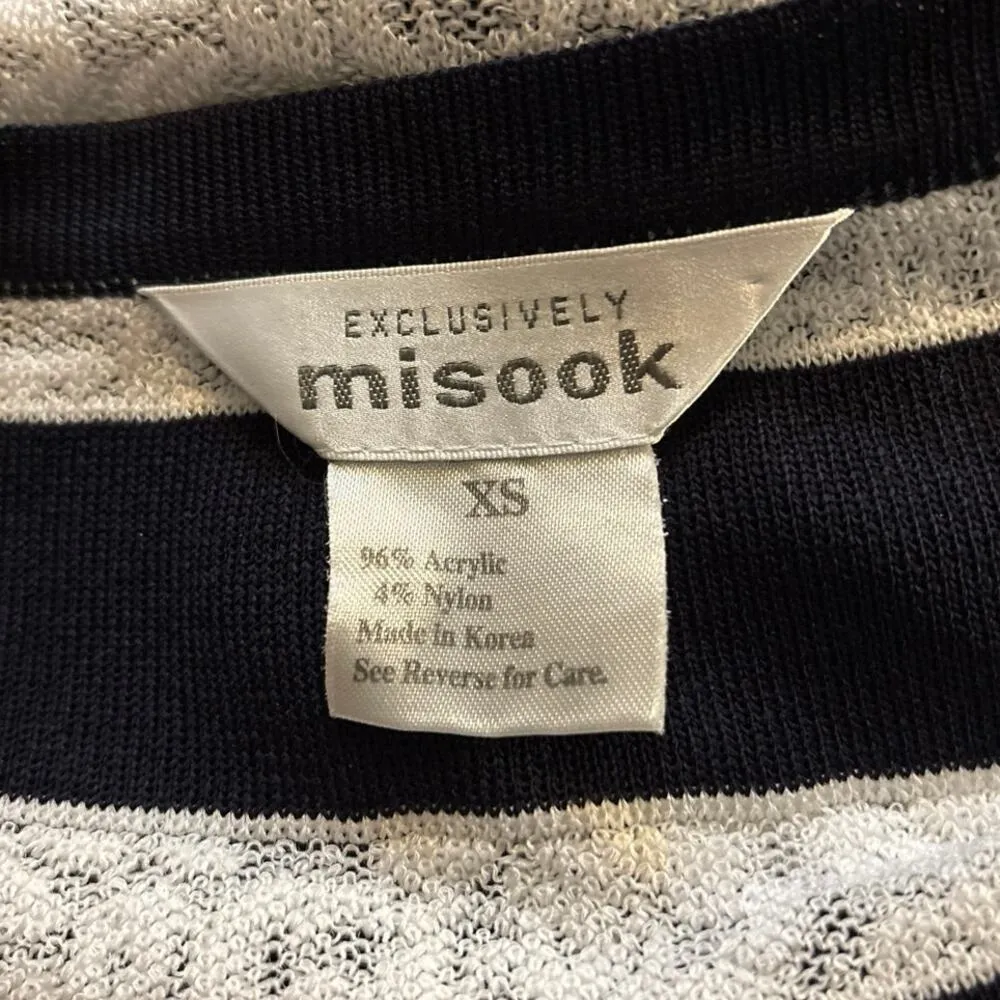 EXCLUSIVELY
misook
XS
96% Acrylic
4% Nylon
Made in Korea
See Reverse for Care.